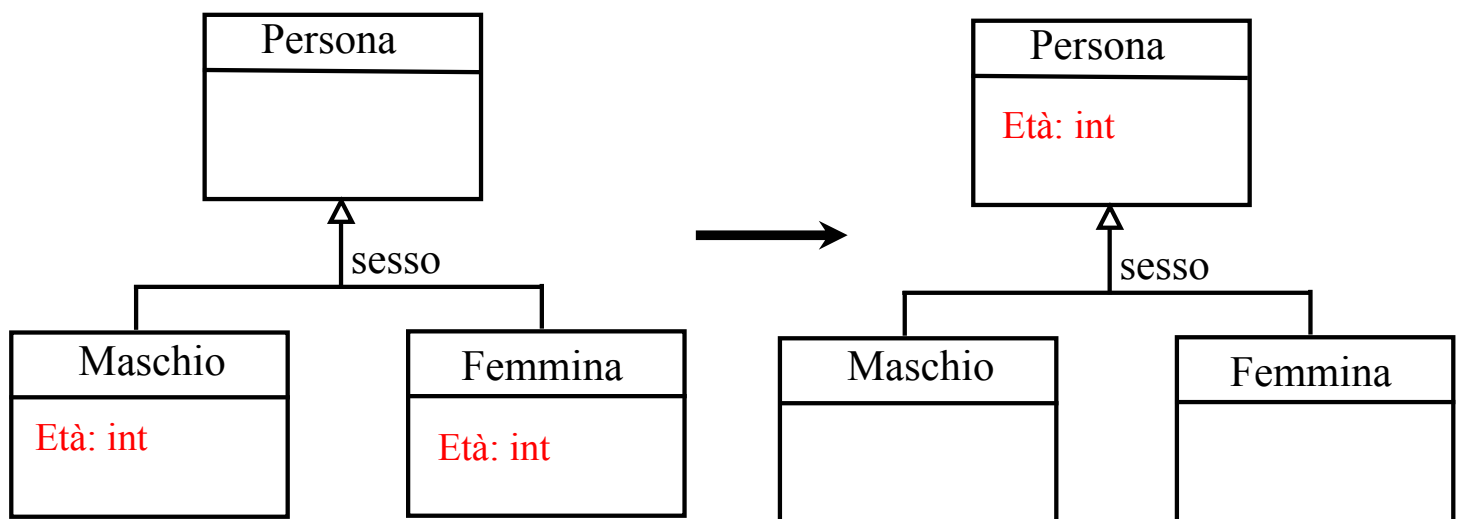 Persona
sesso
Maschio
Femmina
Età: int
Età: int
Persona
Età: int
sesso
Maschio
Femmina